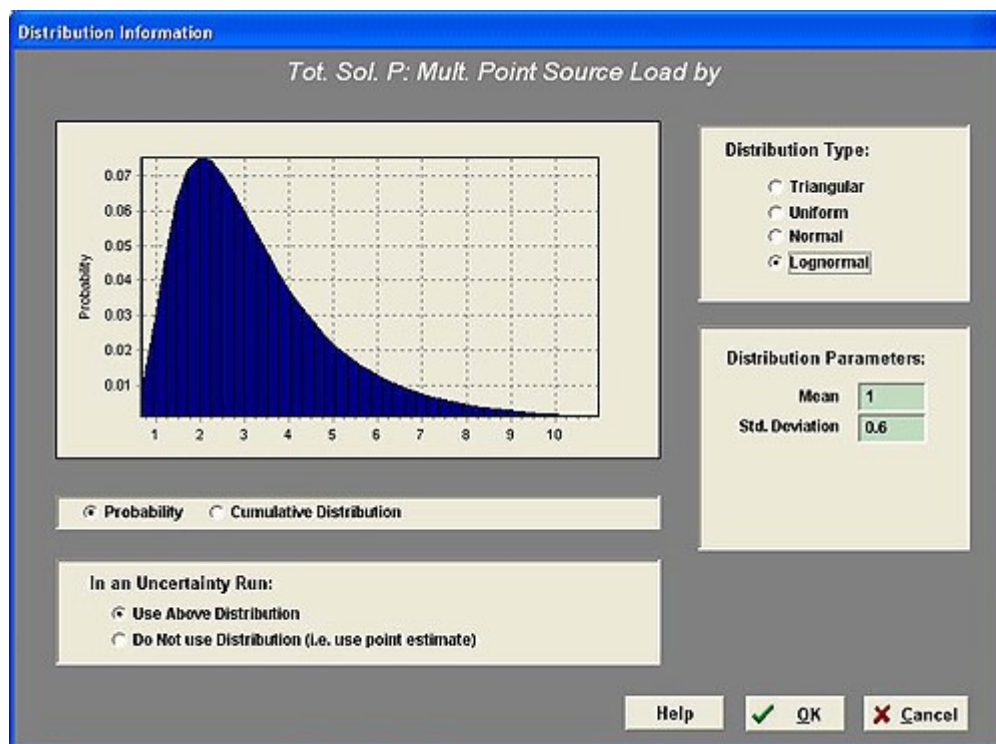 Distribution Information
Tot. Sol. P: Mult. Point Source Load by
Probability
0.07
0.06
0.05
0.04
0.03
0.02
0.01
1 2 3 4 5 6 7 8 9 10
Distribution Type:
Triangular
Uniform
Normal
Lognormal
Distribution Parameters:
Mean 1
Std. Deviation 0.6
Probability Cumulative Distribution
In an Uncertainty Run:
Use Above Distribution
Do Not use Distribution (i.e. use point estimate)
Help OK Cancel